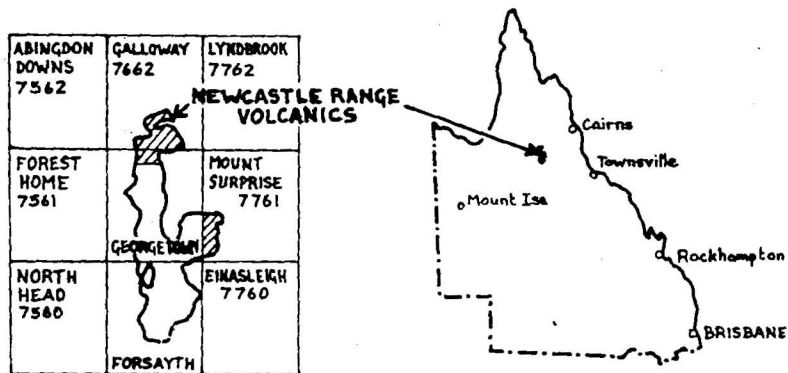 ABINGDON
DOWNS
7562
GALLOWAY
7662
LYNDBROOK
7762
NEWCASTLE RANGE
VOLCANICS
FOREST
HOME
7561
MOUNT
SURPRISE
7761
GEORGETOWN
NORTH
HEAD
7560
EINASLEIGH
7760
FORSAYTH
Cairns
Townsville
Mount Isa
Rockhampton
BRISBANE